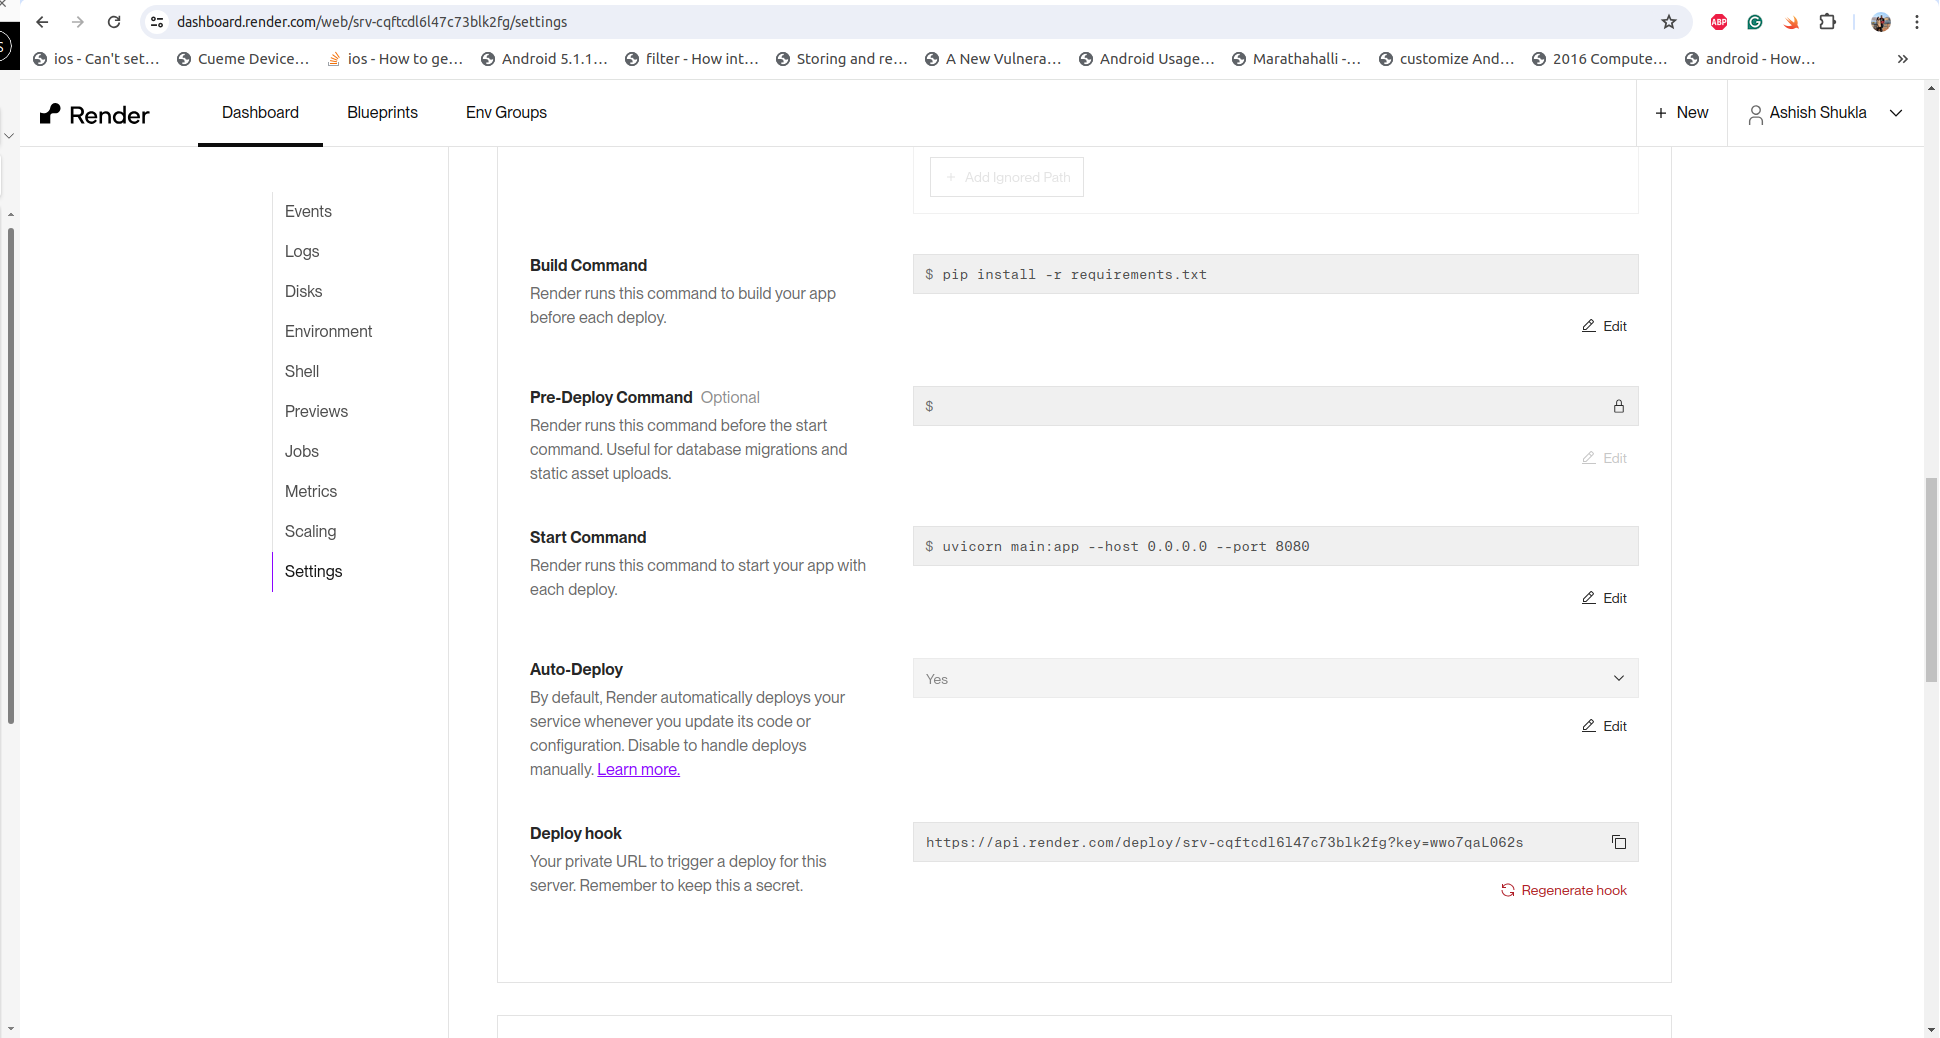 dashboard.render.com/web/srv-cqftcdl6l47c73blk2fg/settings
ABP
ios - Can't set...
Cueme Device...
ios - How to ge...
Android 5.1.1...
filter - How int...
Storing and re...
A New Vulnera...
Android Usage...
Marathahalli -...
customize And...
2016 Compute...
android - How...
»
Render
Dashboard
Blueprints
Env Groups
+ New
Ashish Shukla
+ Add Ignored Path
Events
Logs
Disks
Environment
Shell
Previews
Jobs
Metrics
Scaling
Settings
Build Command
Render runs this command to build your app
before each deploy.
$ pip install -r requirements.txt
Edit
Pre-Deploy Command Optional
Render runs this command before the start
command. Useful for database migrations and
static asset uploads.
$
Edit
Start Command
Render runs this command to start your app with
each deploy.
$ uvicorn main:app --host 0.0.0.0 --port 8080
Edit
Auto-Deploy
By default, Render automatically deploys your
service whenever you update its code or
configuration. Disable to handle deploys
manually. Learn more.
Yes
Edit
Deploy hook
Your private URL to trigger a deploy for this
server. Remember to keep this a secret.
https://api.render.com/deploy/srv-cqftcdl6l47c73blk2fg?key=wwo7qaL062s
Regenerate hook